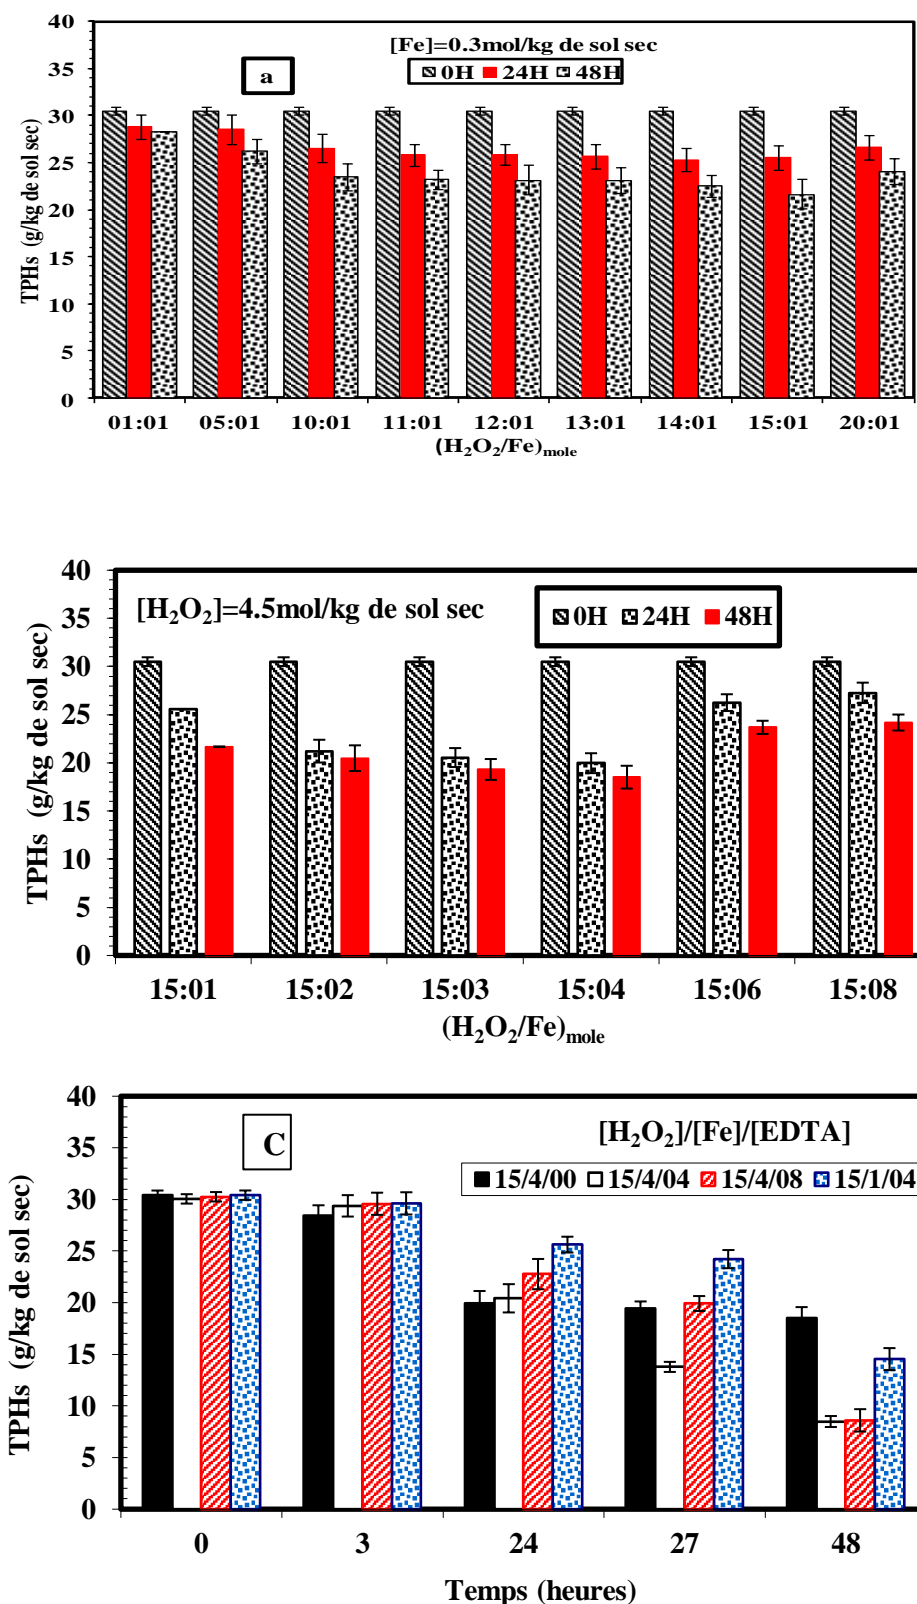 40
35
30
25
20
15
10
5
0
TPHs (g/kg de sol sec)
[Fe]=0.3mol/kg de sol sec
0H 24H 48H
a
01:01 05:01 10:01 11:01 12:01 13:01 14:01 15:01 20:01
(H₂O₂/Fe)mole
40
35
30
25
20
15
10
5
0
TPHs (g/kg de sol sec)
[H₂O₂]=4.5mol/kg de sol sec
0H 24H 48H
15:01 15:02 15:03 15:04 15:06 15:08
(H₂O₂/Fe)mole
40
35
30
25
20
15
10
5
0
TPHs (g/kg de sol sec)
C
[H₂O₂]/[Fe]/[EDTA]
15/4/00 15/4/04 15/4/08 15/1/04
0 3 24 27 48
Temps (heures)